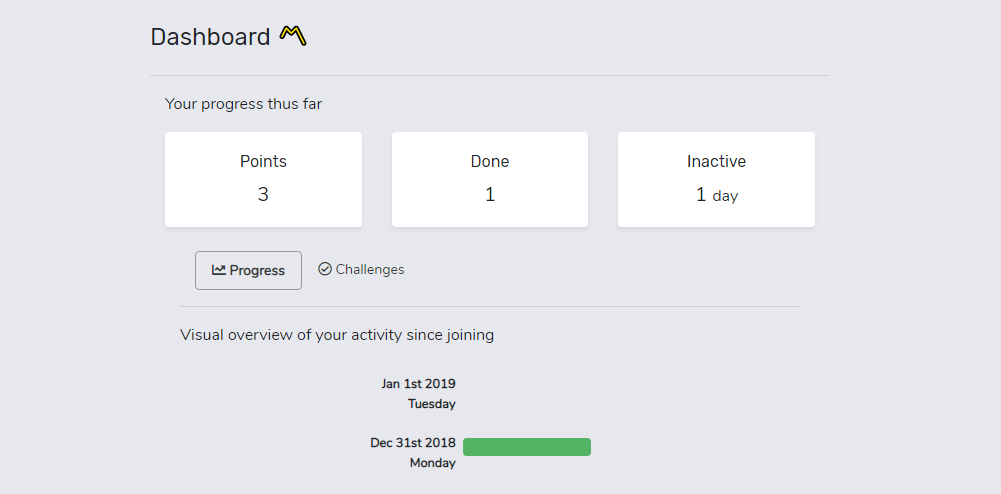 Dashboard
Your progress thus far
Points
Done
Inactive
3
1
1 day
Progress
Challenges
Visual overview of your activity since joining
Jan 1st 2019
Tuesday
Dec 31st 2018
Monday